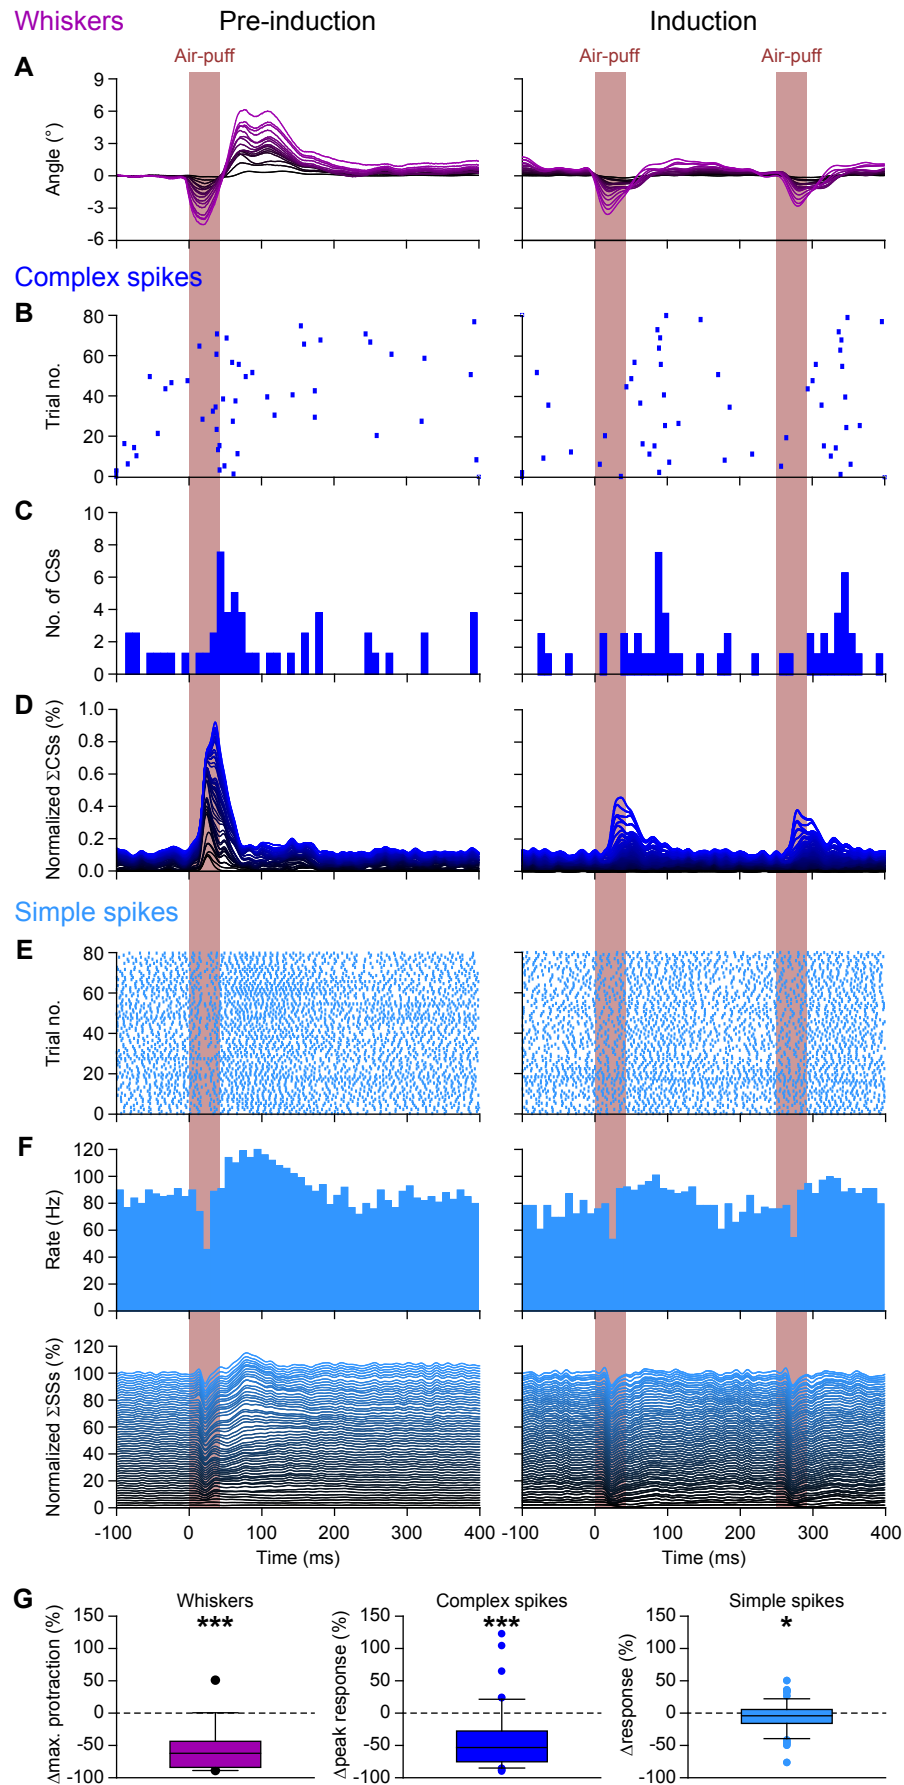 Whiskers Pre-induction Induction
A Air-puff Air-puff Air-puff
Angle (°)
9
6
3
0
-3
-6
Complex spikes
B
Trial no.
80
60
40
20
0
C
No. of CSs
10
8
6
4
2
0
D
Normalized ΣCSs (%)
1.0
0.8
0.6
0.4
0.2
0.0
Simple spikes
E
Trial no.
80
60
40
20
0
F
Rate (Hz)
120
100
80
60
40
20
0
Normalized ΣSSs (%)
120
100
80
60
40
20
0
-100 0 100 200 300 400 -100 0 100 200 300 400
Time (ms) Time (ms)
G
Whiskers Complex spikes Simple spikes
*** *** *
Δmax. protraction (%)
150
100
50
0
-50
-100
Δpeak response (%)
150
100
50
0
-50
-100
Δresponse (%)
150
100
50
0
-50
-100